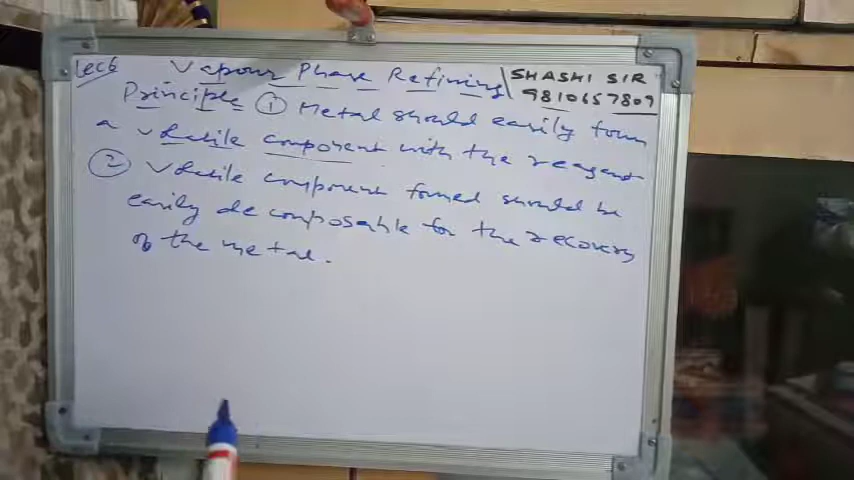 Lec6 Vapour Phase Refining SHASHI SIR
9810657809
Principle ① Metal should easily form
a volatile component with the reagent
② Volatile component formed should be
easily decomposable for the recovery
of the metal.